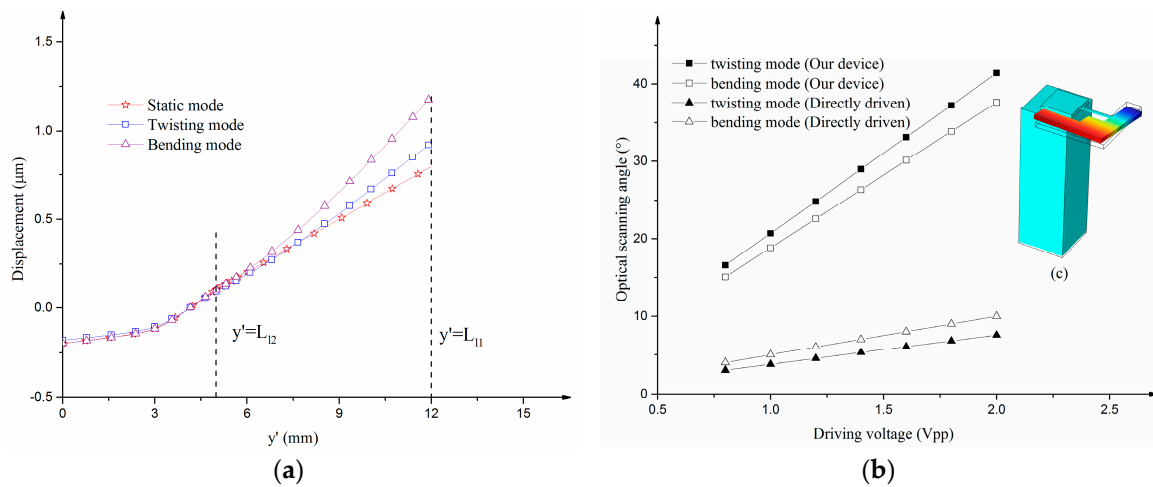 1.5
1.0
0.5
0.0
-0.5
Displacement (μm)
Static mode
Twisting mode
Bending mode
y'=L12
y'=L11
0
3
6
9
12
15
y' (mm)
(a)
40
30
20
10
0
Optical scanning angle (°)
twisting mode (Our device)
bending mode (Our device)
twisting mode (Directly driven)
bending mode (Directly driven)
(c)
0.5
1.0
1.5
2.0
2.5
Driving voltage (Vpp)
(b)